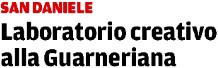 SAN DANIELE
Laboratorio creativo
alla Guarneriana